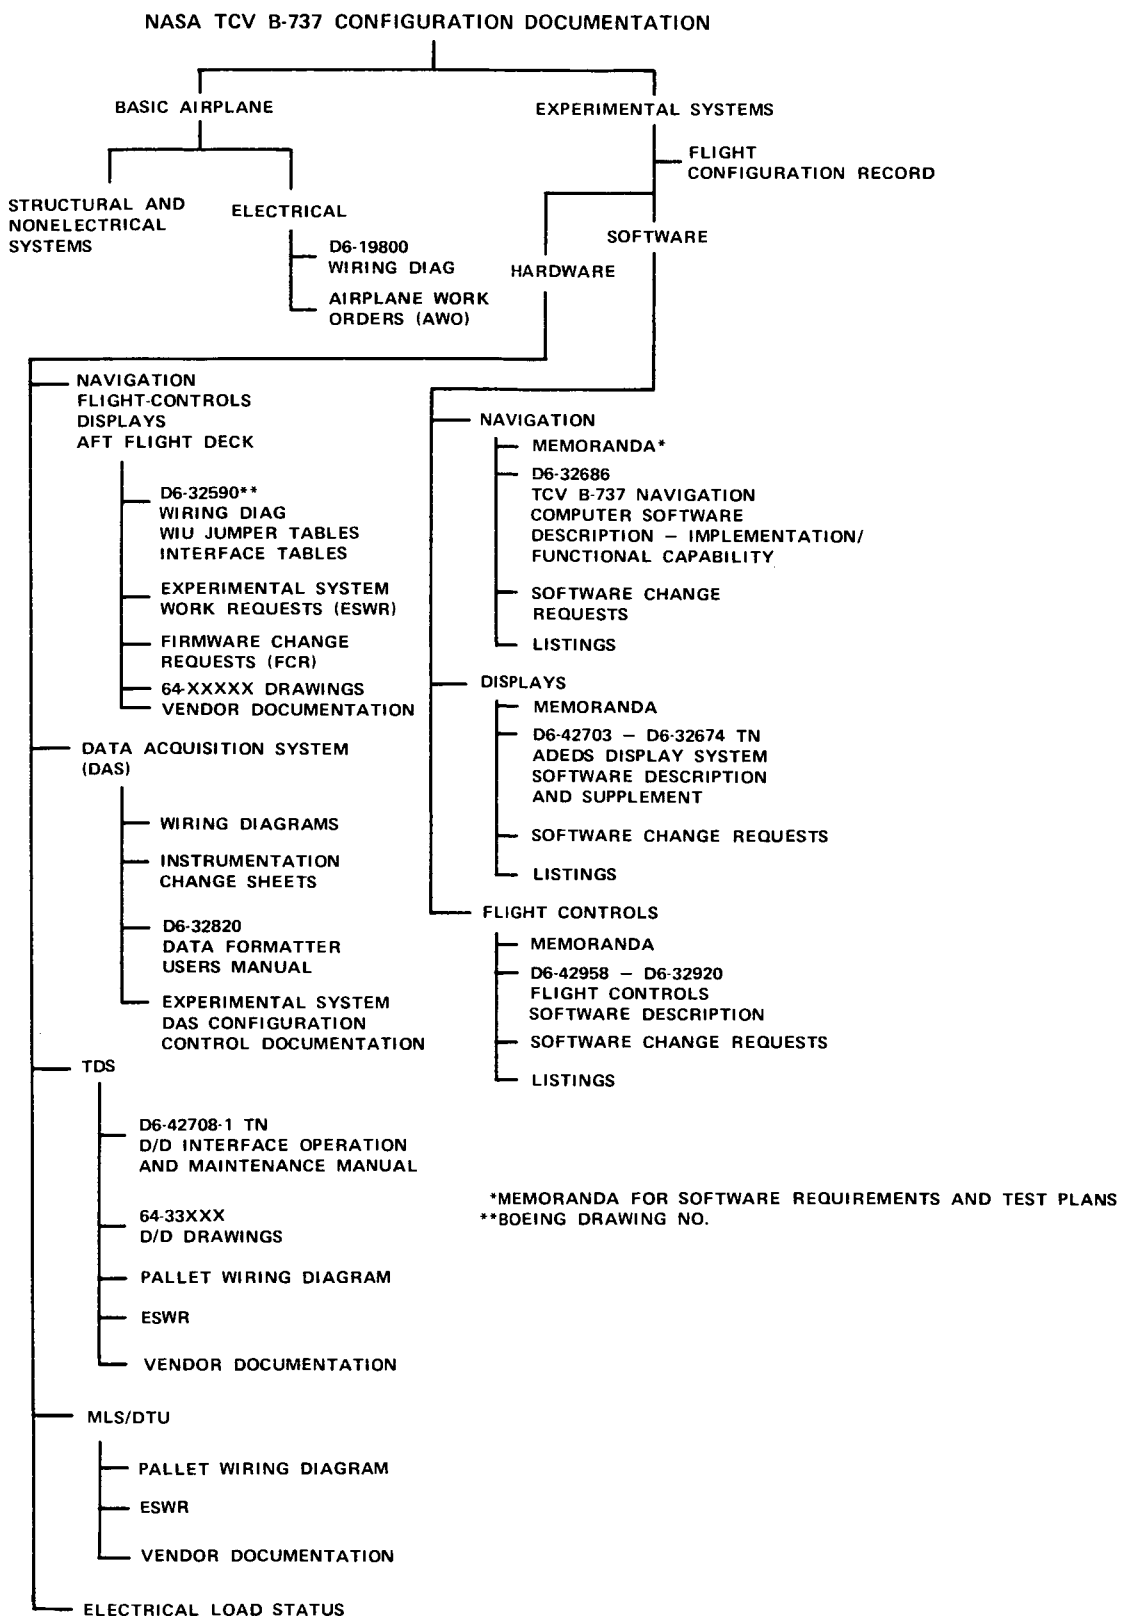 NASA TCV B-737 CONFIGURATION DOCUMENTATION
BASIC AIRPLANE
EXPERIMENTAL SYSTEMS
FLIGHT
CONFIGURATION RECORD
STRUCTURAL AND
NONELECTRICAL
SYSTEMS
ELECTRICAL
D6-19800
WIRING DIAG
AIRPLANE WORK
ORDERS (AWO)
SOFTWARE
HARDWARE
NAVIGATION
FLIGHT-CONTROLS
DISPLAYS
AFT FLIGHT DECK
D6-32590**
WIRING DIAG
WIU JUMPER TABLES
INTERFACE TABLES
EXPERIMENTAL SYSTEM
WORK REQUESTS (ESWR)
FIRMWARE CHANGE
REQUESTS (FCR)
64-XXXXX DRAWINGS
VENDOR DOCUMENTATION
DATA ACQUISITION SYSTEM
(DAS)
WIRING DIAGRAMS
INSTRUMENTATION
CHANGE SHEETS
D6-32820
DATA FORMATTER
USERS MANUAL
EXPERIMENTAL SYSTEM
DAS CONFIGURATION
CONTROL DOCUMENTATION
TDS
D6-42708-1 TN
D/D INTERFACE OPERATION
AND MAINTENANCE MANUAL
64-33XXX
D/D DRAWINGS
PALLET WIRING DIAGRAM
ESWR
VENDOR DOCUMENTATION
MLS/DTU
PALLET WIRING DIAGRAM
ESWR
VENDOR DOCUMENTATION
ELECTRICAL LOAD STATUS
NAVIGATION
MEMORANDA*
D6-32686
TCV B-737 NAVIGATION
COMPUTER SOFTWARE
DESCRIPTION — IMPLEMENTATION/
FUNCTIONAL CAPABILITY
SOFTWARE CHANGE
REQUESTS
LISTINGS
DISPLAYS
MEMORANDA
D6-42703 — D6-32674 TN
ADEDS DISPLAY SYSTEM
SOFTWARE DESCRIPTION
AND SUPPLEMENT
SOFTWARE CHANGE REQUESTS
LISTINGS
FLIGHT CONTROLS
MEMORANDA
D6-42958 — D6-32920
FLIGHT CONTROLS
SOFTWARE DESCRIPTION
SOFTWARE CHANGE REQUESTS
LISTINGS
*MEMORANDA FOR SOFTWARE REQUIREMENTS AND TEST PLANS
**BOEING DRAWING NO.